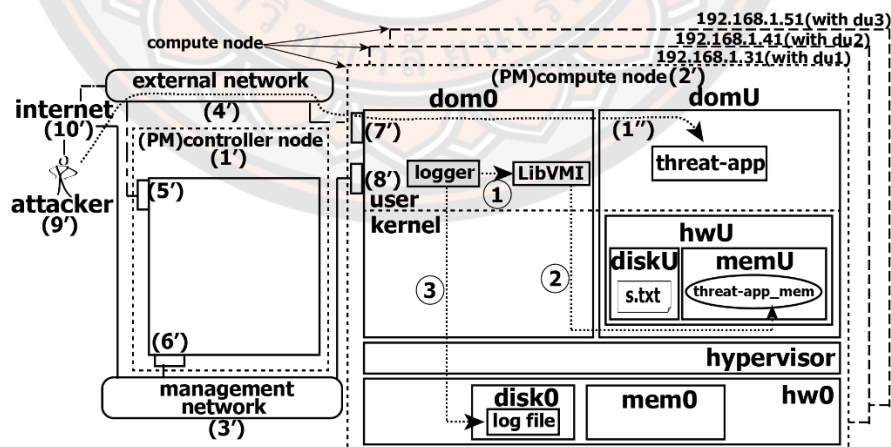 192.168.1.51(with du3)
192.168.1.41(with du2)
192.168.1.31(with du1)
compute node
(PM)compute node (2′)
external network
(4′)
internet
(10′)
attacker
(9′)
(PM)controller node
(1′)
(5′)
(6′)
management
network
(3′)
dom0
domU
(7′)
(8′)
logger
LibVMI
1
user
kernel
3
2
(1″)
threat-app
hwU
diskU
memU
s.txt
threat-app_mem
hypervisor
hw0
disk0
log file
mem0